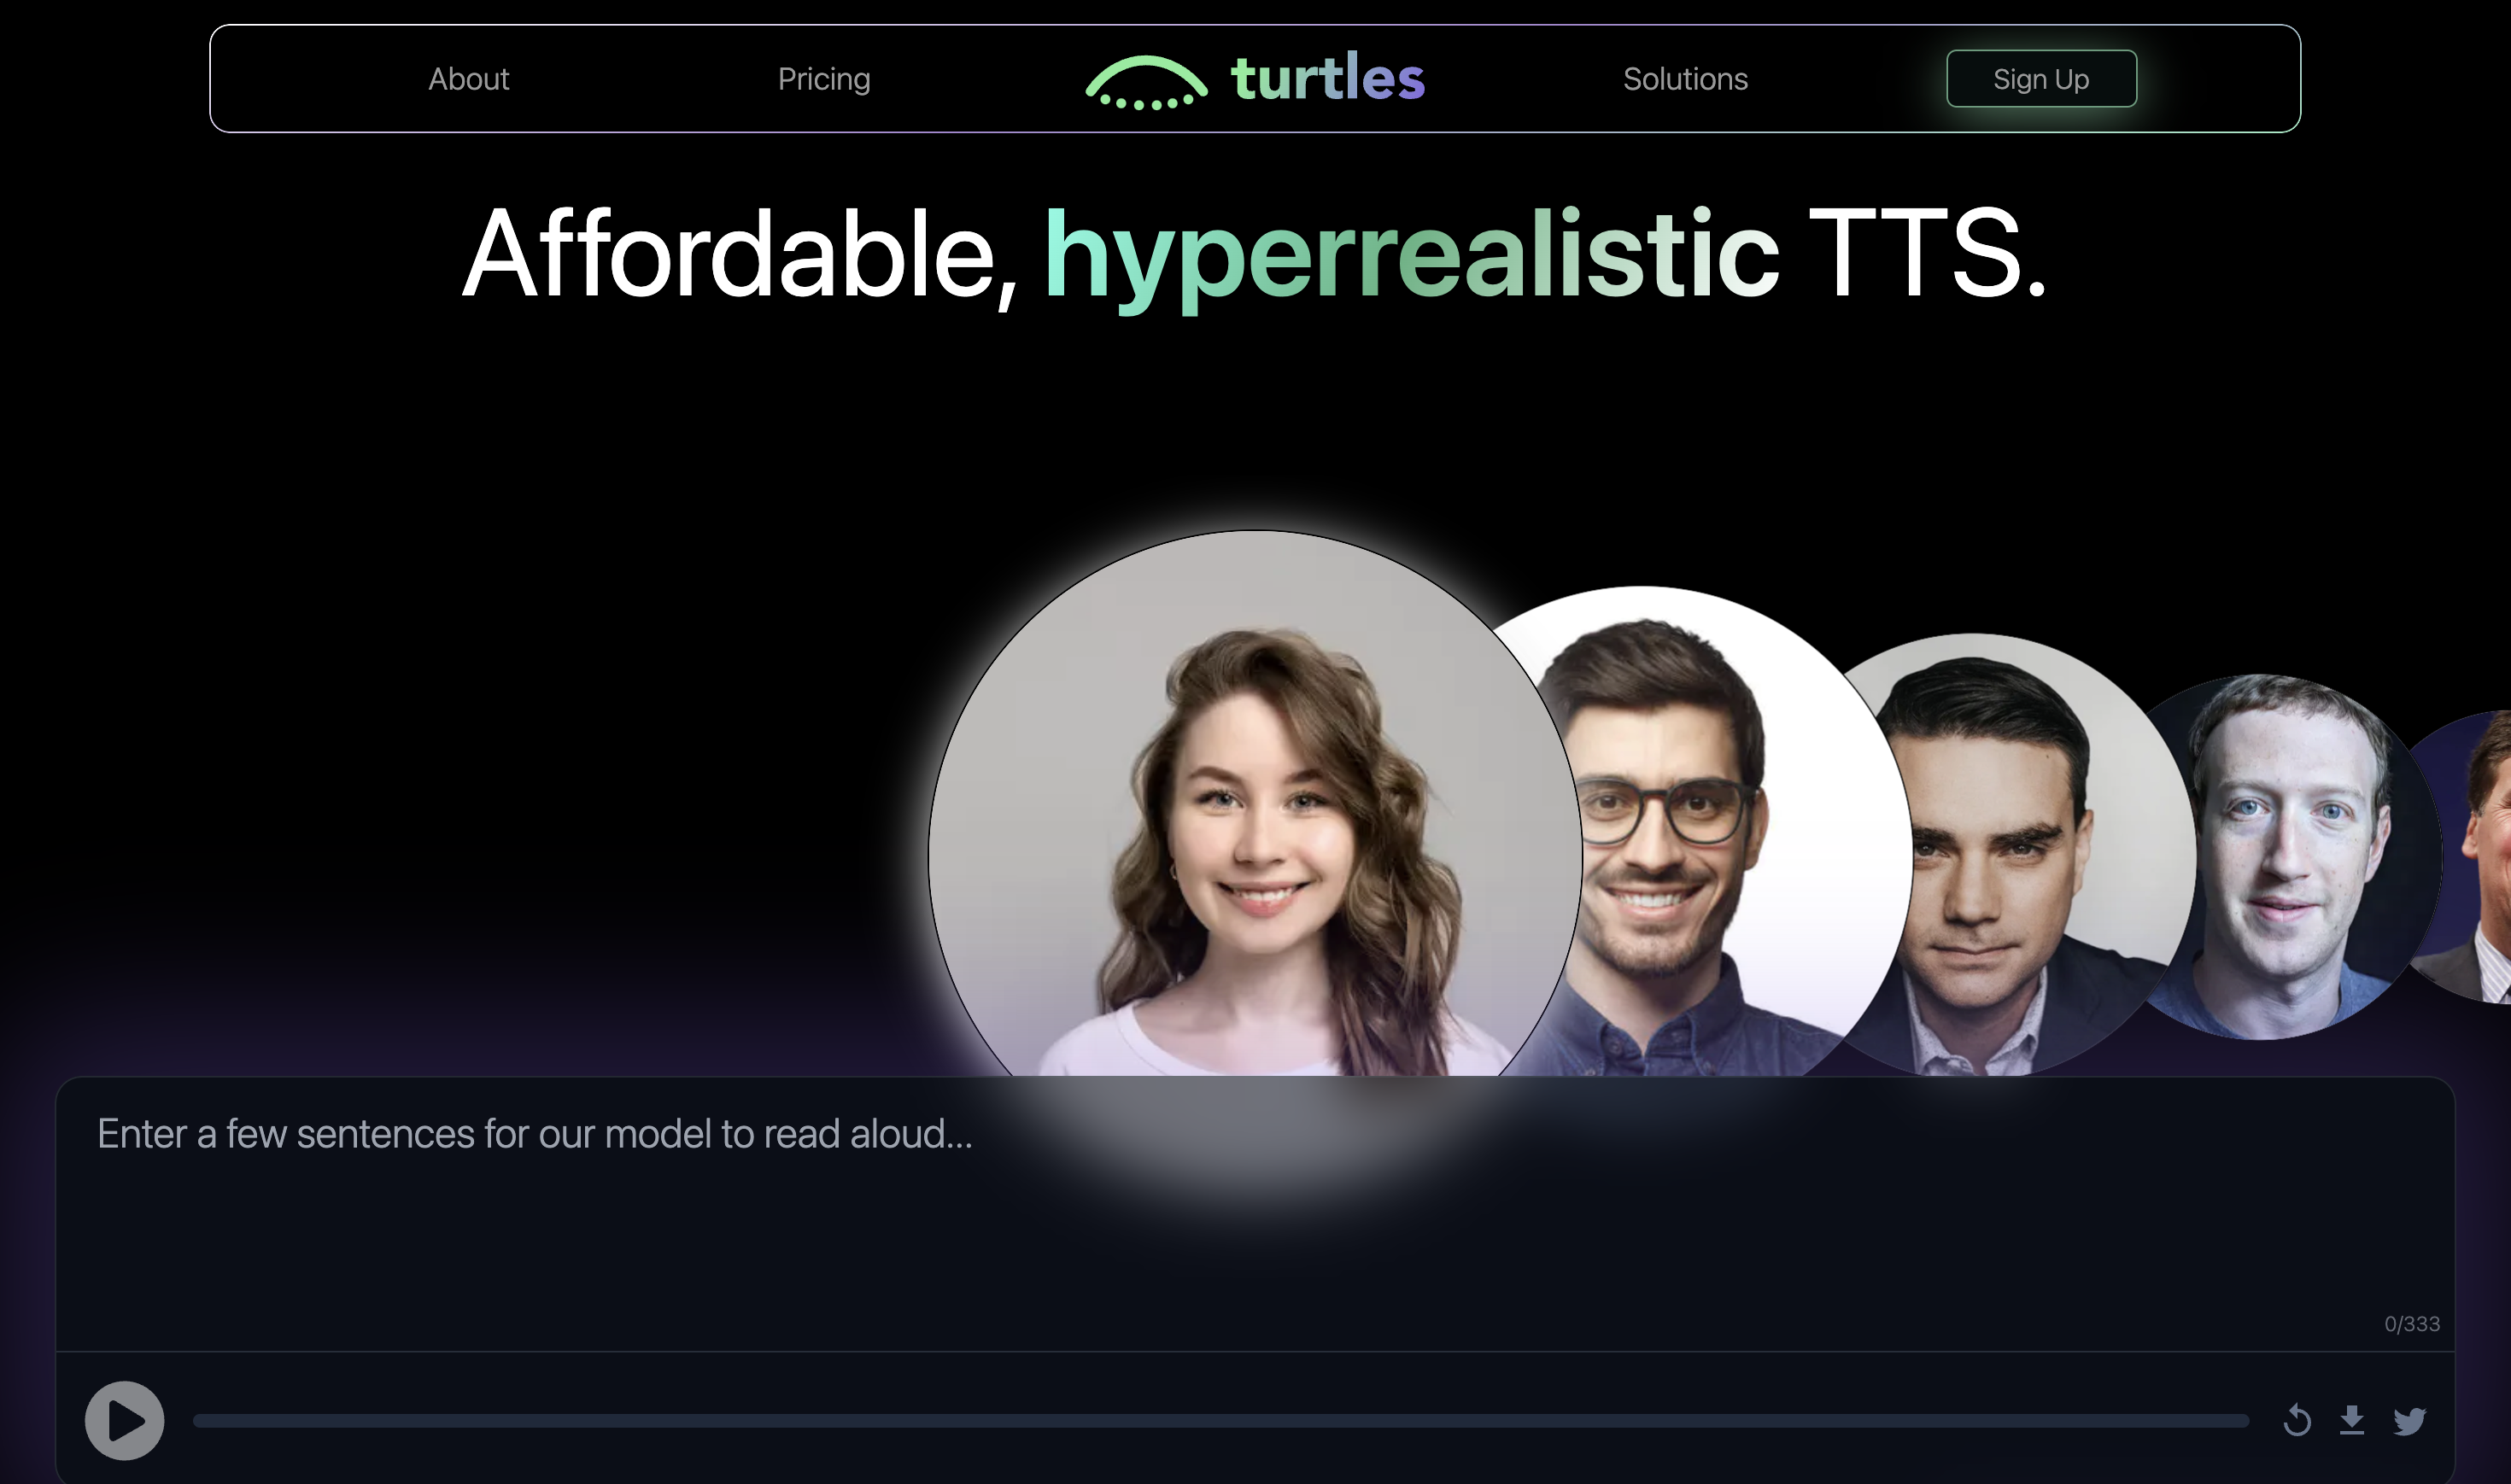 About Pricing turtles Solutions Sign Up
Affordable, hyperrealistic TTS.
Enter a few sentences for our model to read aloud...
0/333